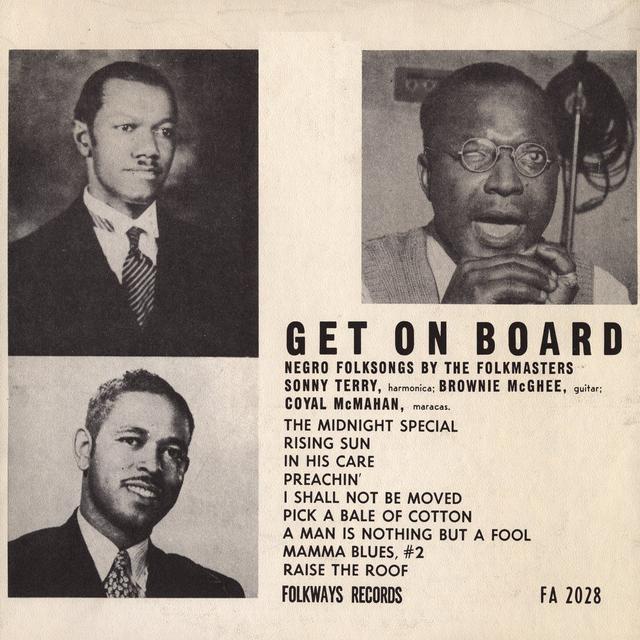 GET ON BOARD
NEGRO FOLKSONGS BY THE FOLKMASTERS
SONNY TERRY, harmonica; BROWNIE McGHEE, guitar;
COYAL McMAHAN, maracas.
THE MIDNIGHT SPECIAL
RISING SUN
IN HIS CARE
PREACHIN'
I SHALL NOT BE MOVED
PICK A BALE OF COTTON
A MAN IS NOTHING BUT A FOOL
MAMMA BLUES, #2
RAISE THE ROOF
FOLKWAYS RECORDS FA 2028